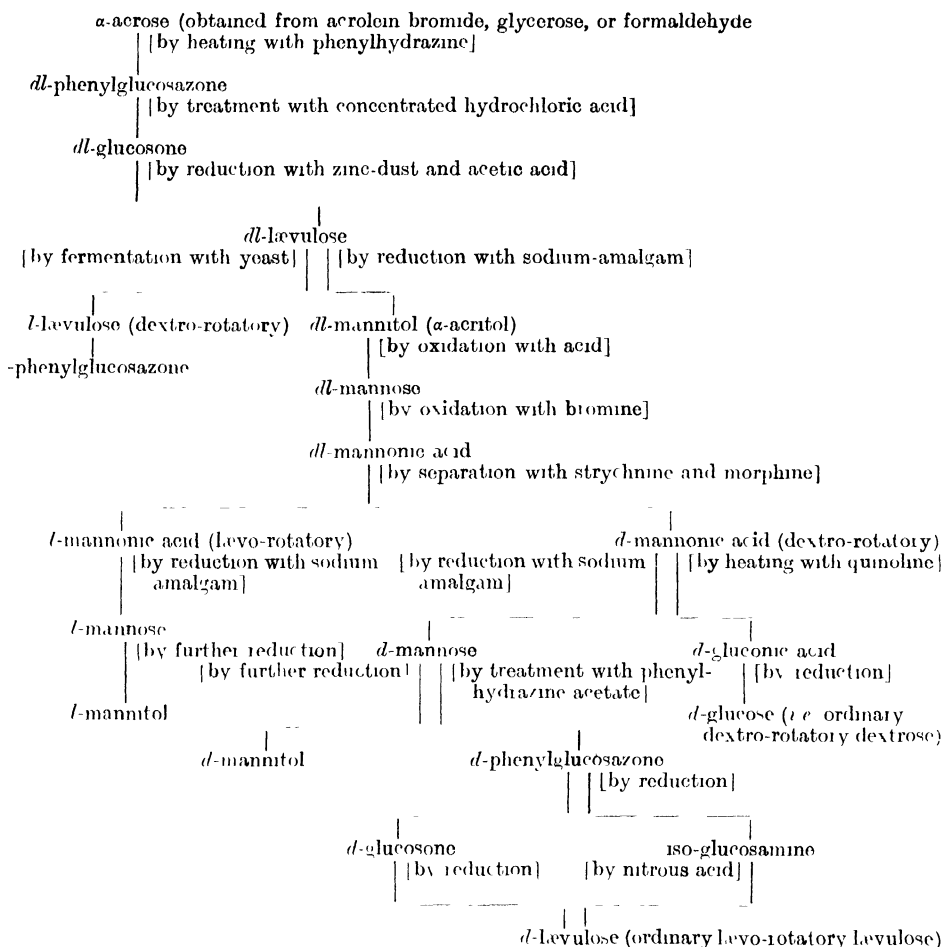 α-acrose (obtained from acrolein bromide, glycerose, or formaldehyde
[by heating with phenylhydrazine]
dl-phenylglucosazone
[by treatment with concentrated hydrochloric acid]
dl-glucosone
[by reduction with zinc-dust and acetic acid]
dl-lævulose
[by fermentation with yeast] [by reduction with sodium-amalgam]
l-lævulose (dextro-rotatory) dl-mannitol (α-acritol)
[by oxidation with acid]
-phenylglucosazone
dl-mannose
[by oxidation with bromine]
dl-mannonic acid
[by separation with strychnine and morphine]
l-mannonic acid (lævo-rotatory) d-mannonic acid (dextro-rotatory)
[by reduction with sodium [by reduction with sodium [by heating with quinoline]
amalgam] amalgam]
l-mannose d-mannose d-gluconic acid
[by further reduction] [by further reduction] [by treatment with phenyl- [by reduction]
hydrazine acetate]
l-mannitol d-glucose (i e ordinary
dextro-rotatory dextrose)
d-mannitol d-phenylglucosazone
[by reduction]
d-glucosone iso-glucosamine
[by reduction] [by nitrous acid]
d-lævulose (ordinary lævo-rotatory lævulose)